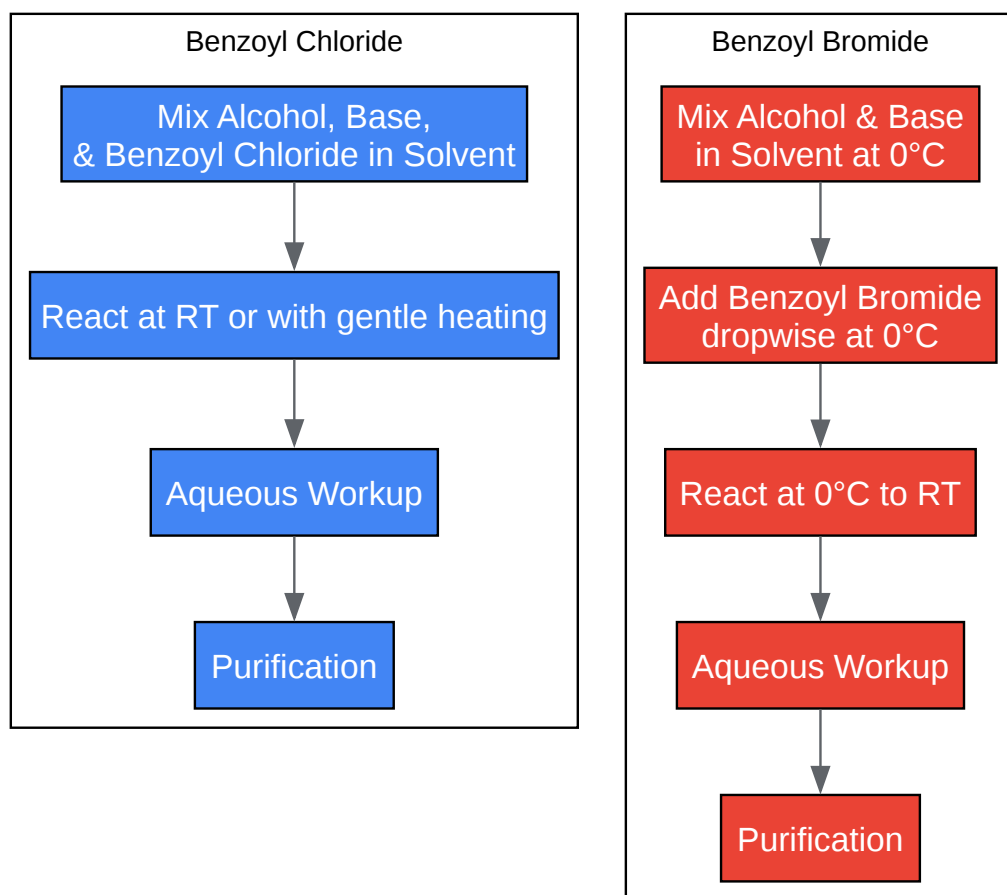 Benzoyl Chloride
Mix Alcohol, Base,
& Benzoyl Chloride in Solvent
React at RT or with gentle heating
Aqueous Workup
Purification
Benzoyl Bromide
Mix Alcohol & Base
in Solvent at 0°C
Add Benzoyl Bromide
dropwise at 0°C
React at 0°C to RT
Aqueous Workup
Purification